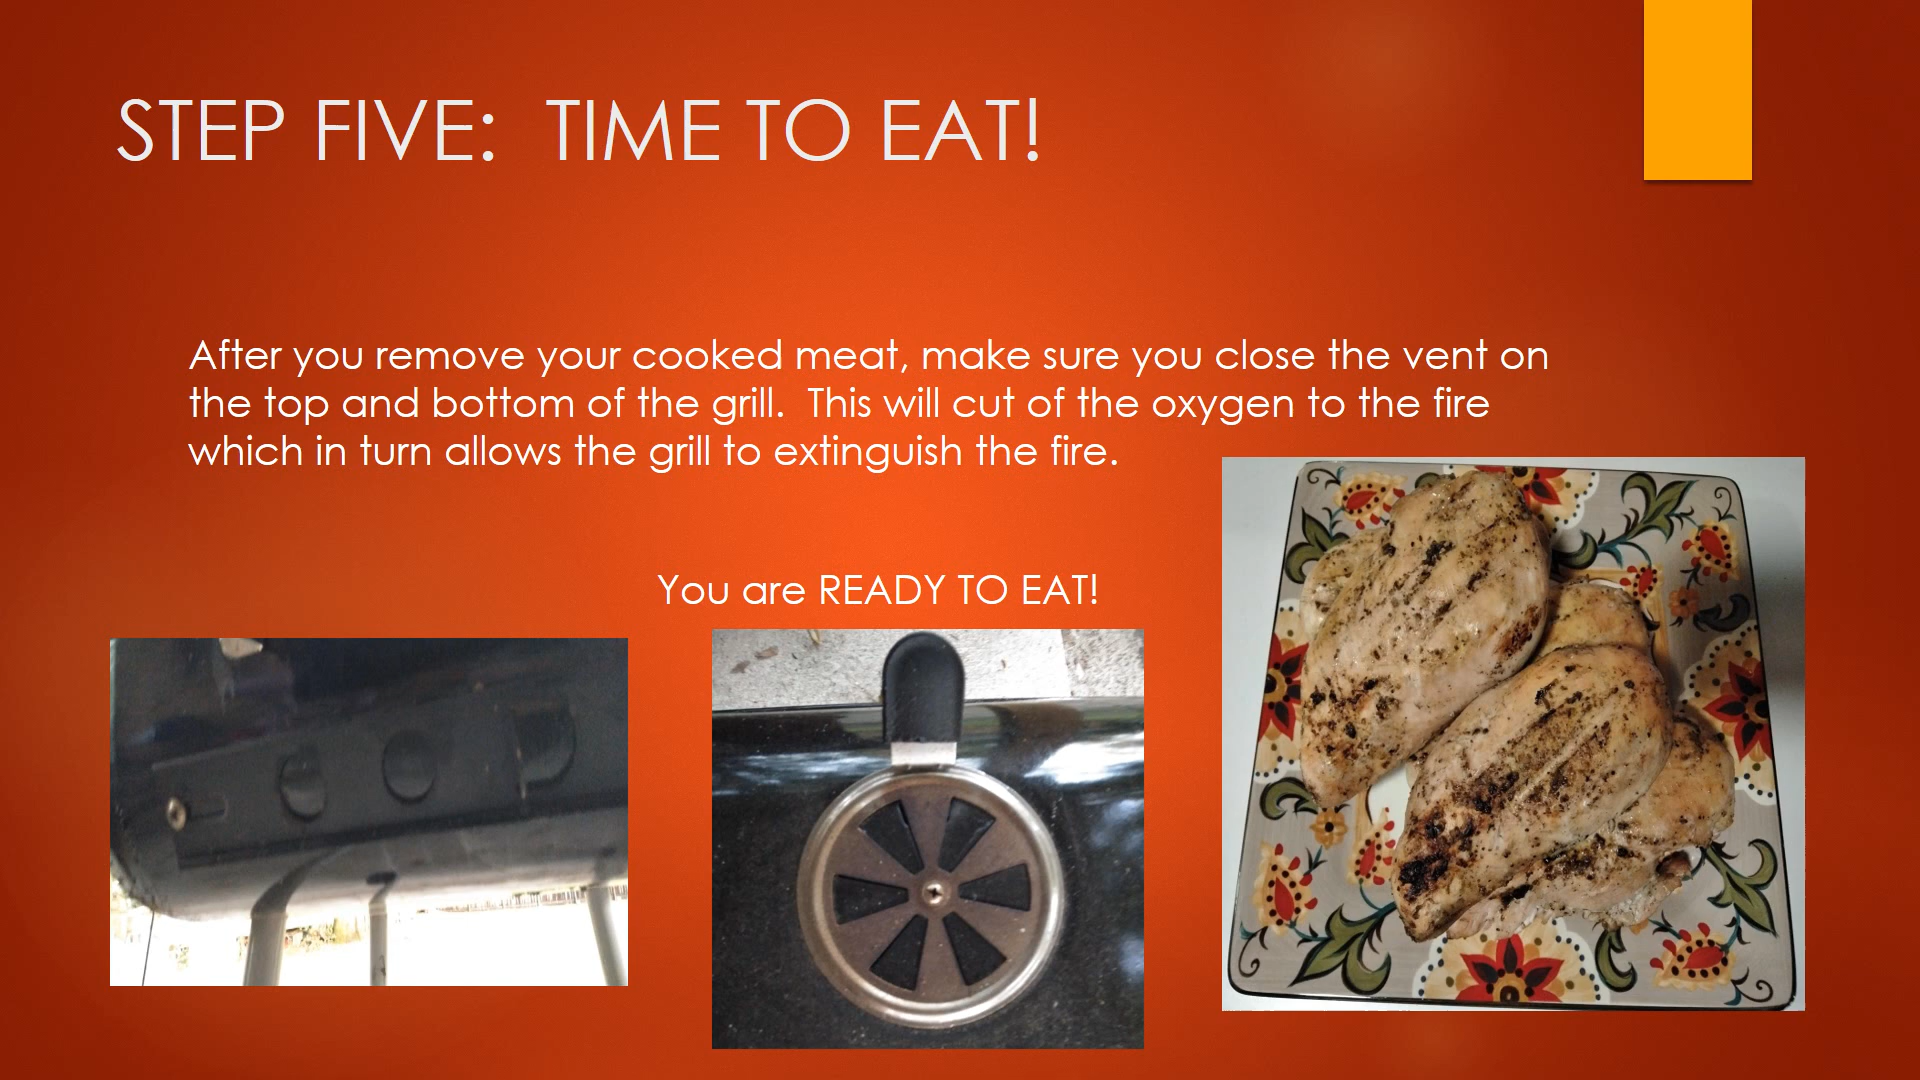 STEP FIVE:  TIME TO EAT!
After you remove your cooked meat, make sure you close the vent on
the top and bottom of the grill.  This will cut of the oxygen to the fire
which in turn allows the grill to extinguish the fire.
You are READY TO EAT!